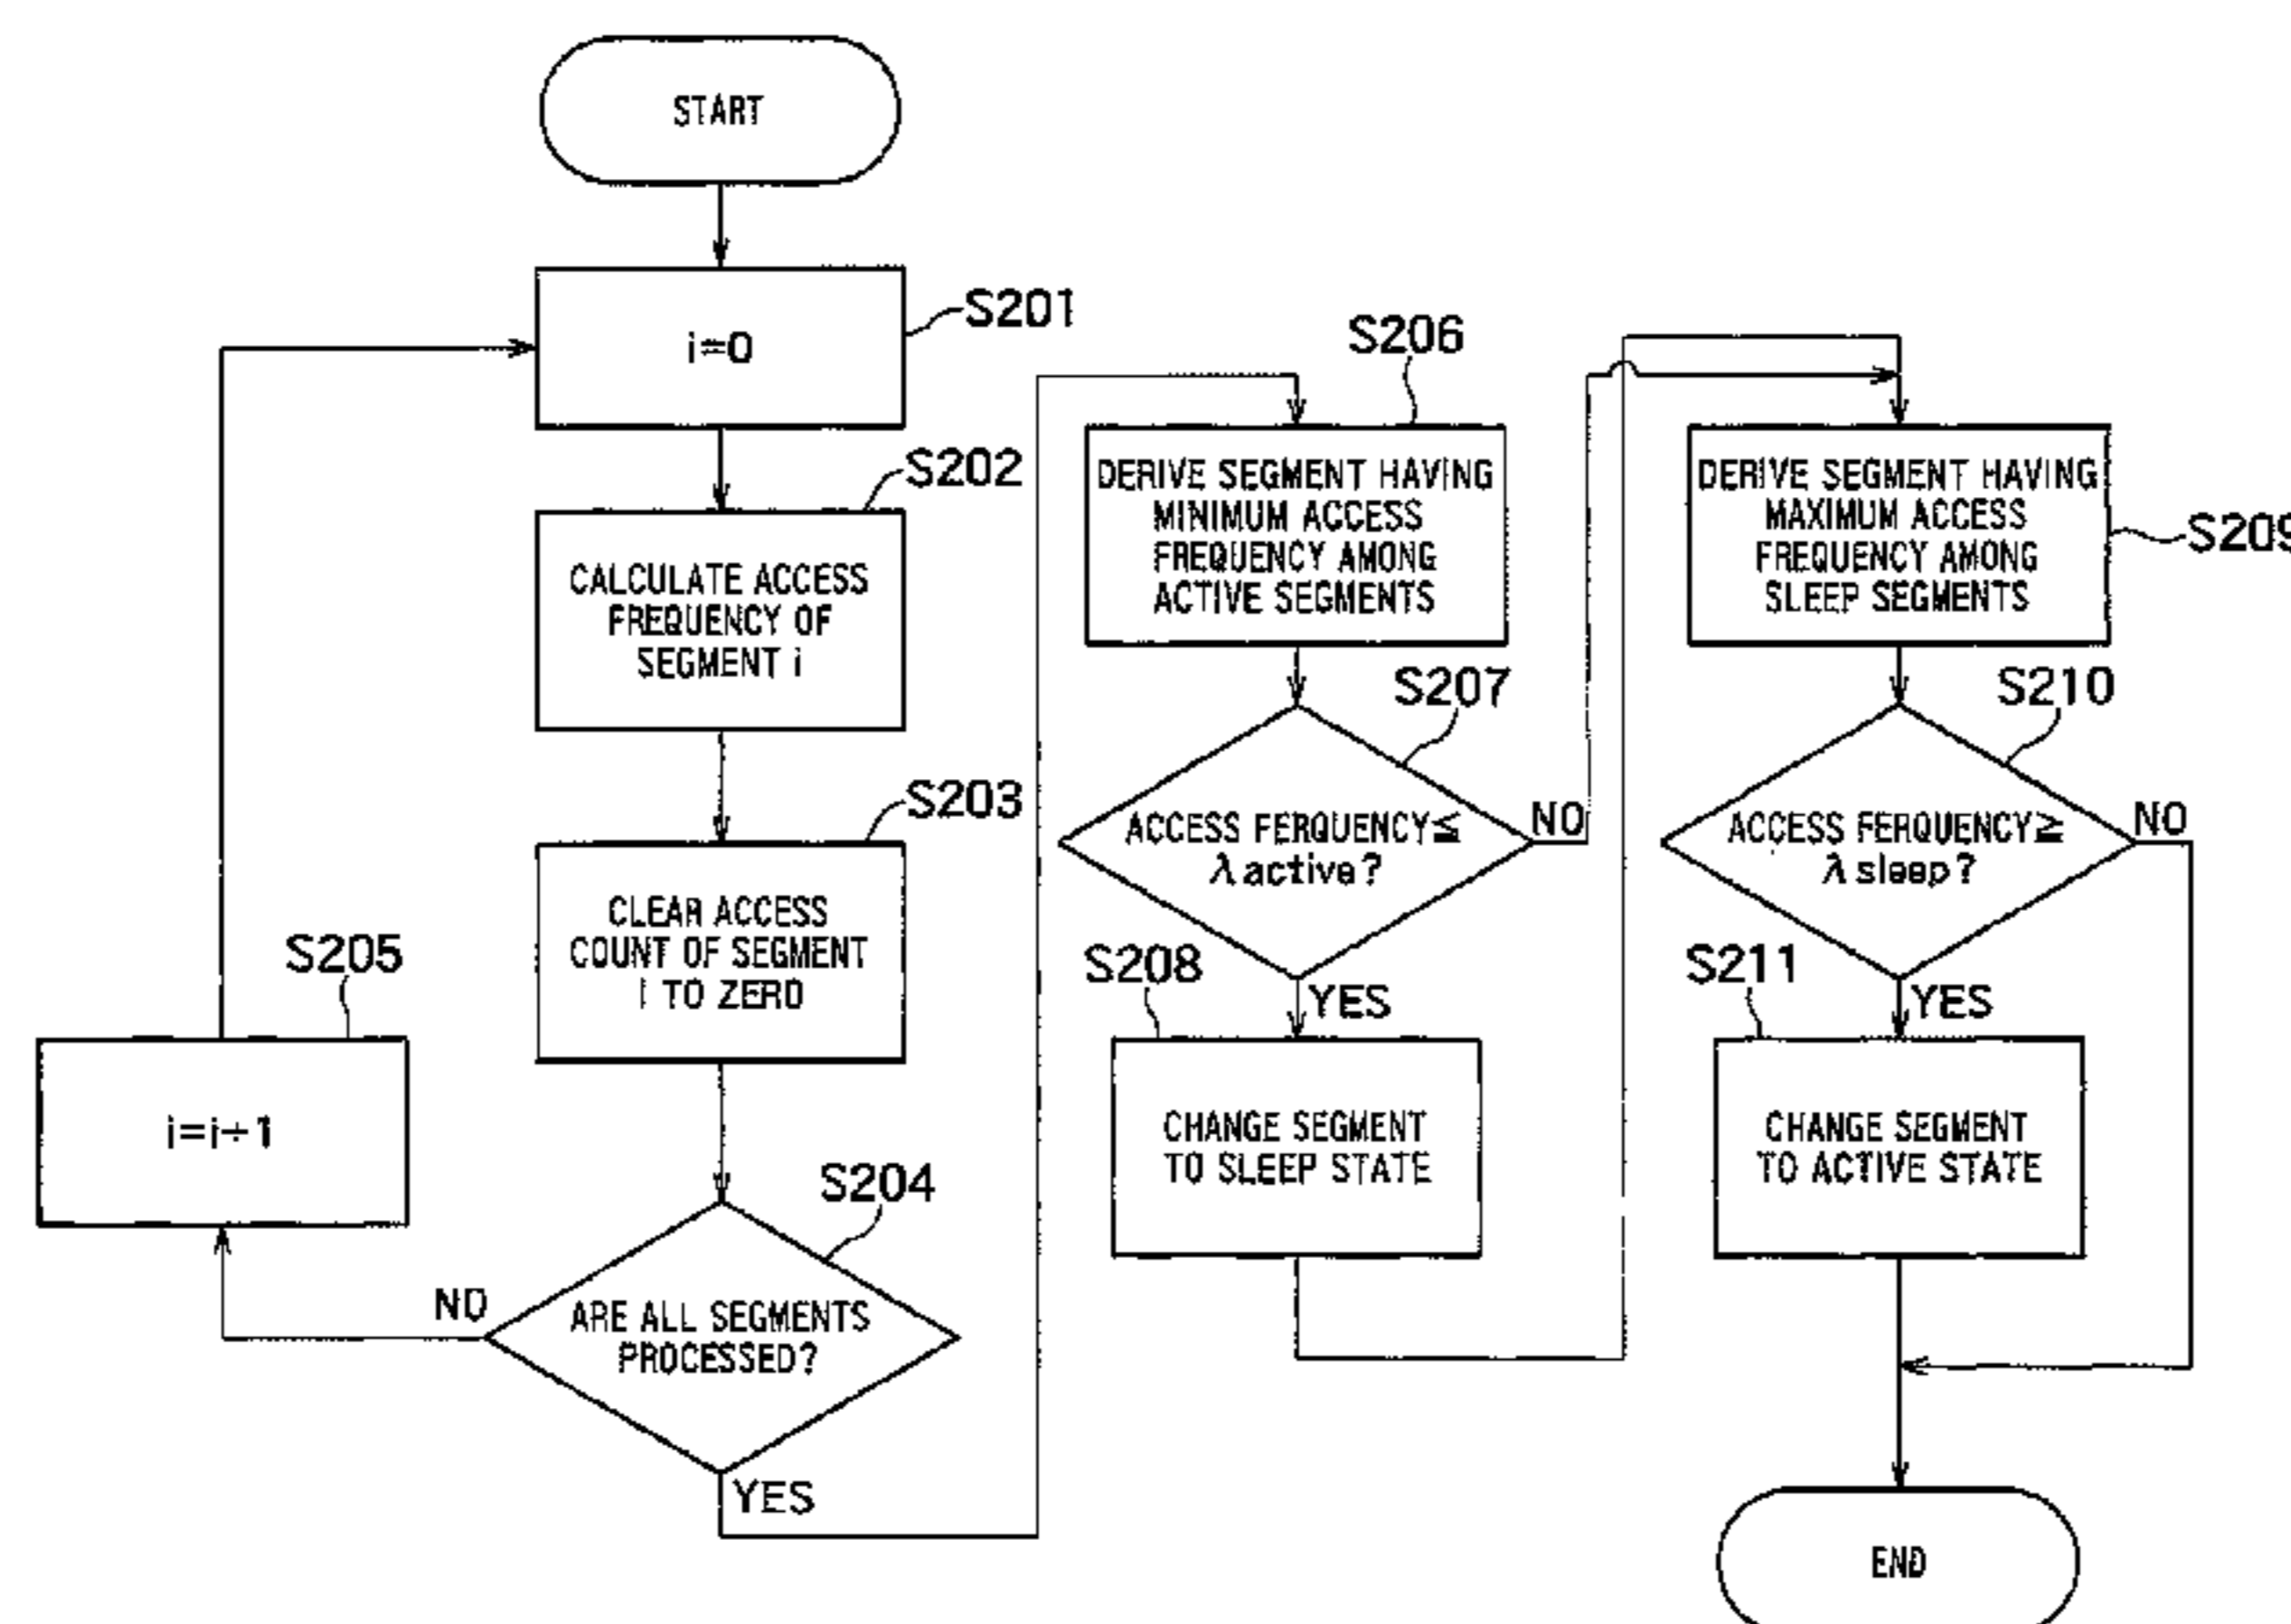 START
i=0
S201
S202
CALCULATE ACCESS
FREQUENCY OF
SEGMENT i
S203
CLEAR ACCESS
COUNT OF SEGMENT
i TO ZERO
S205
i=i+1
S204
NO
ARE ALL SEGMENTS
PROCESSED?
YES
S206
DERIVE SEGMENT HAVING
MINIMUM ACCESS
FREQUENCY AMONG
ACTIVE SEGMENTS
S207
ACCESS FERQUENCY≦
λactive?
NO
YES
S208
CHANGE SEGMENT
TO SLEEP STATE
DERIVE SEGMENT HAVING
MAXIMUM ACCESS
FREQUENCY AMONG
SLEEP SEGMENTS
S209
S210
ACCESS FERQUENCY≧
λsleep?
NO
YES
S211
CHANGE SEGMENT
TO ACTIVE STATE
END